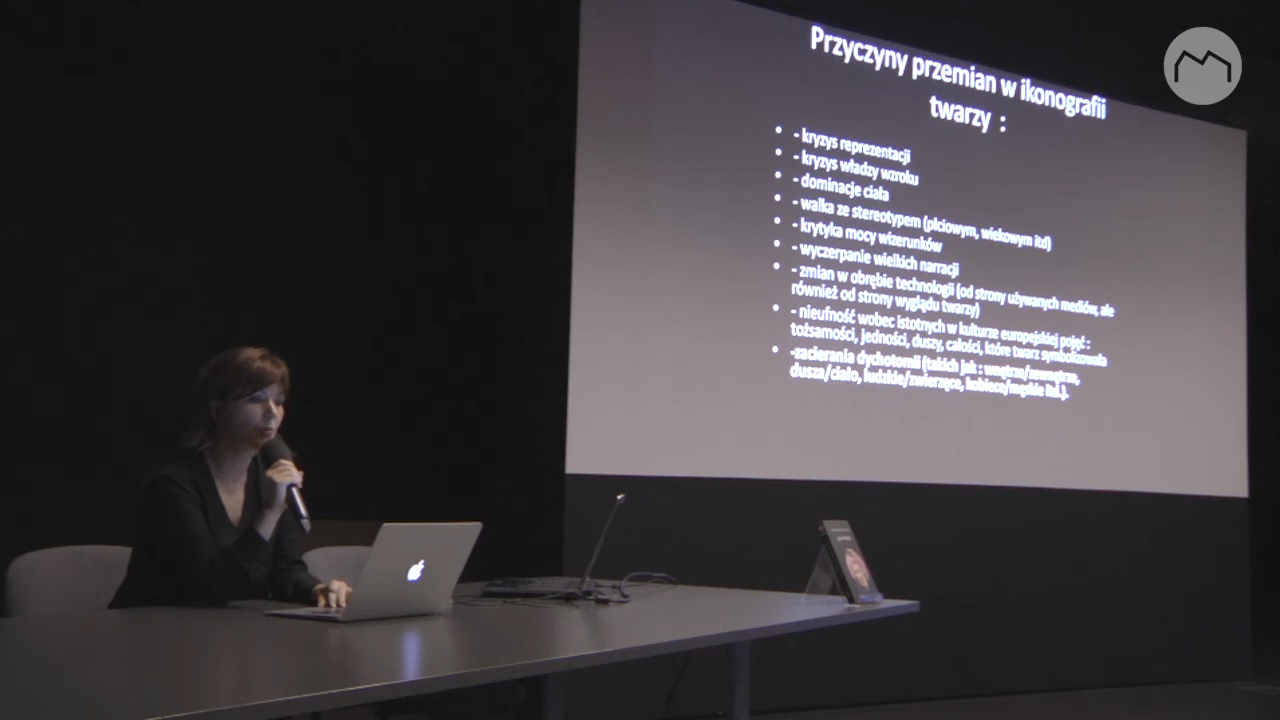 Przyczyny przemian w ikonografii
twarzy :
• - kryzys reprezentacji
• - kryzys władzy wzroku
• - dominacje ciała
• - walka ze stereotypem (płciowym, wiekowym itd)
• - krytyka mocy wizerunków
• - wyczerpanie wielkich narracji
• - zmian w obrębie technologii (od strony używanych mediów, ale
również od strony wyglądu twarzy)
• - nieufność wobec istotnych w kulturze europejskiej pojęć :
tożsamości, jedności, duszy, całości, które twarz symbolizowała
• -zacierania dychotomii (takich jak : wnętrze/zewnętrze,
dusza/ciało, ludzkie/zwierzęce, kobiece/męskie itd.).